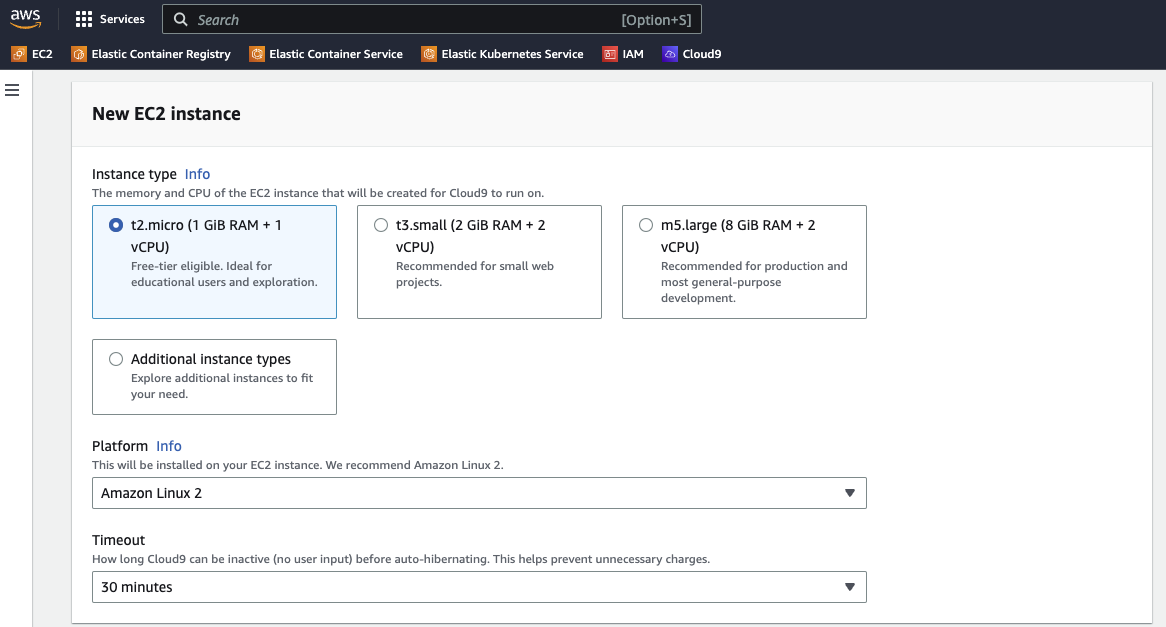 aws
Services
Search
[Option+S]
EC2
Elastic Container Registry
Elastic Container Service
Elastic Kubernetes Service
IAM
Cloud9
New EC2 instance
Instance type Info
The memory and CPU of the EC2 instance that will be created for Cloud9 to run on.
t2.micro (1 GiB RAM + 1
vCPU)
Free-tier eligible. Ideal for
educational users and exploration.
t3.small (2 GiB RAM + 2
vCPU)
Recommended for small web
projects.
m5.large (8 GiB RAM + 2
vCPU)
Recommended for production and
most general-purpose
development.
Additional instance types
Explore additional instances to fit
your need.
Platform Info
This will be installed on your EC2 instance. We recommend Amazon Linux 2.
Amazon Linux 2
Timeout
How long Cloud9 can be inactive (no user input) before auto-hibernating. This helps prevent unnecessary charges.
30 minutes